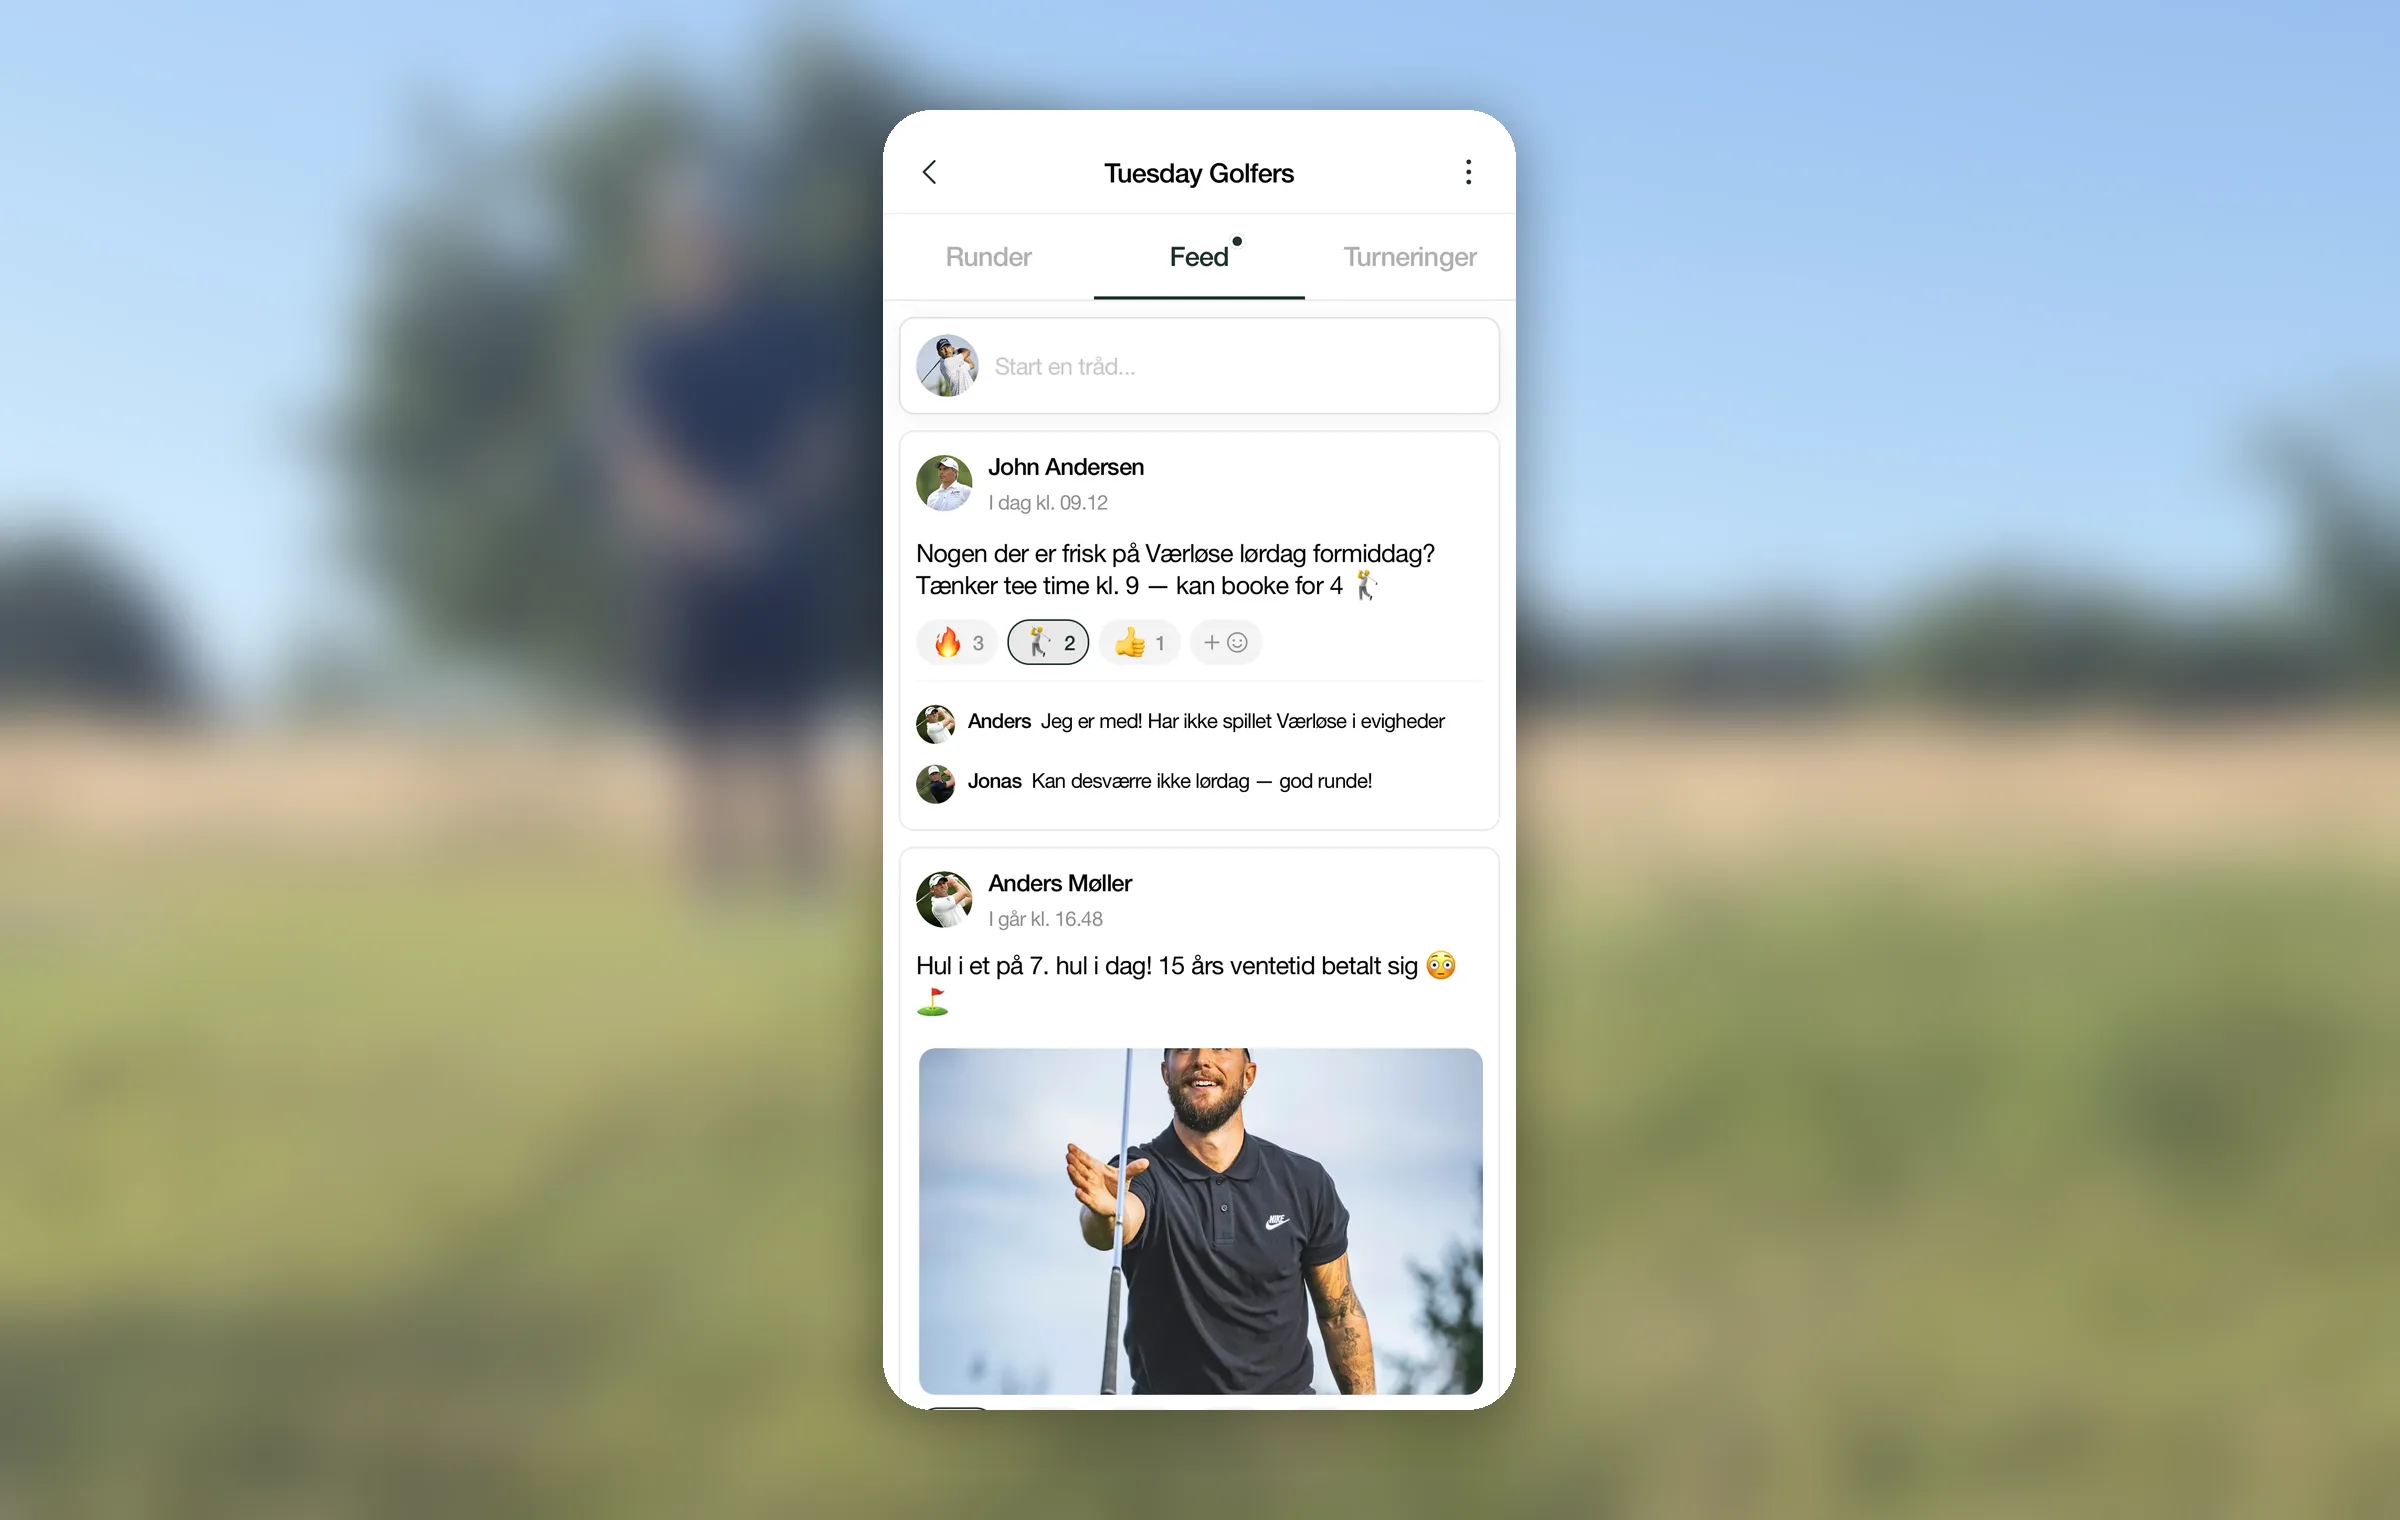 Tuesday Golfers
Runder
Feed
Turneringer
Start en tråd...
John Andersen
I dag kl. 09.12
Nogen der er frisk på Værløse lørdag formiddag?
Tænker tee time kl. 9 — kan booke for 4 🏌️
🔥 3
🏌️ 2
👍 1
+
Anders Jeg er med! Har ikke spillet Værløse i evigheder
Jonas Kan desværre ikke lørdag — god runde!
Anders Møller
I går kl. 16.48
Hul i et på 7. hul i dag! 15 års ventetid betalt sig 😳
⛳
NIKE